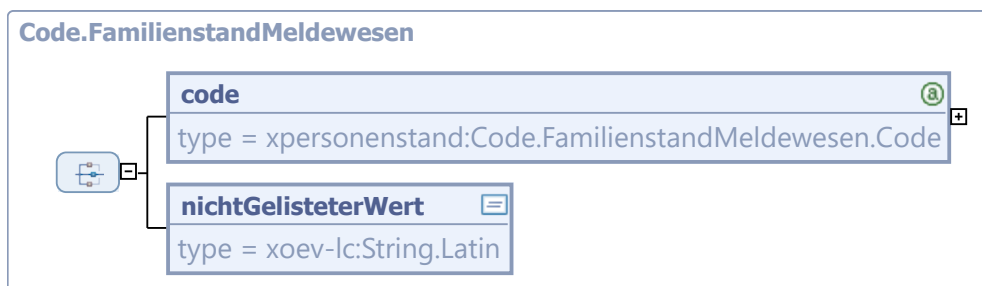 Code.FamilienstandMeldewesen
code
type = xpersonenstand:Code.FamilienstandMeldewesen.Code
nichtGelisteterWert
type = xoev-lc:String.Latin